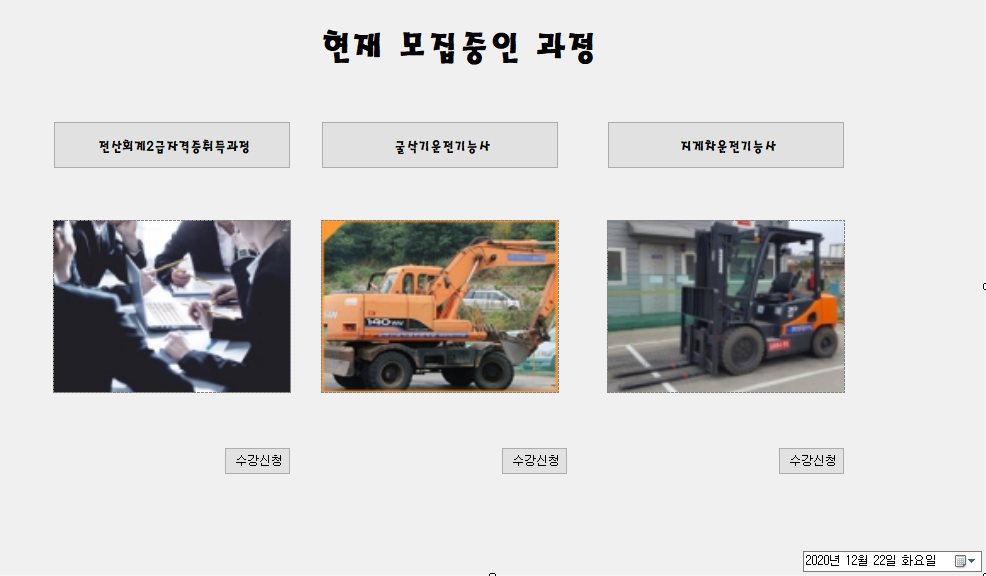 현재 모집중인 과정
전산회계2급자격증취득과정
굴삭기운전기능사
지게차운전기능사
140
수강신청
수강신청
수강신청
2020년 12월 22일 화요일